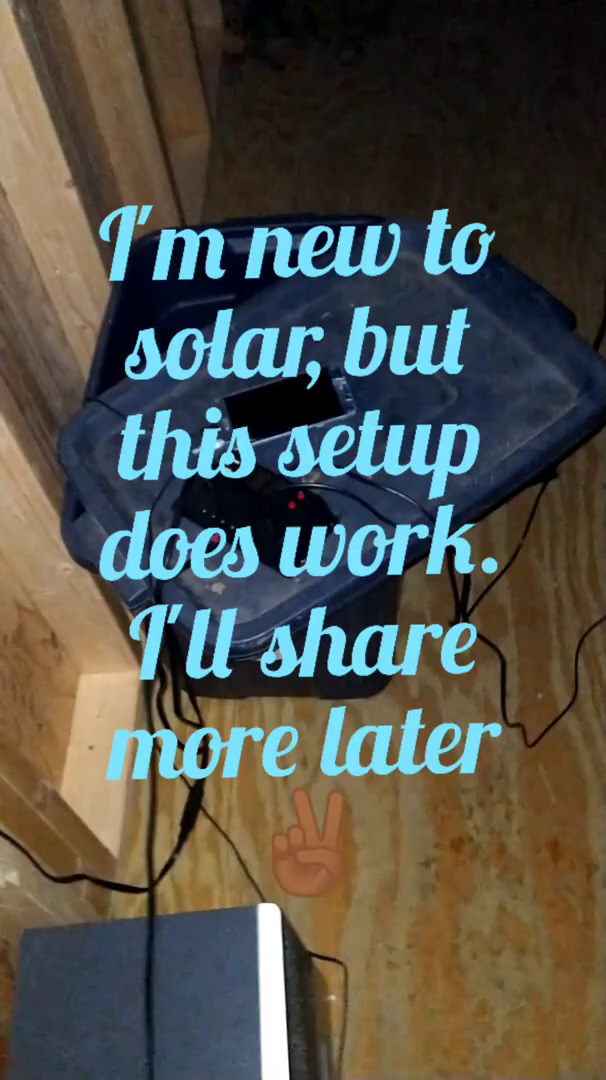 I'm new to
solar, but
this setup
does work.
I'll share
more later
✌🏾